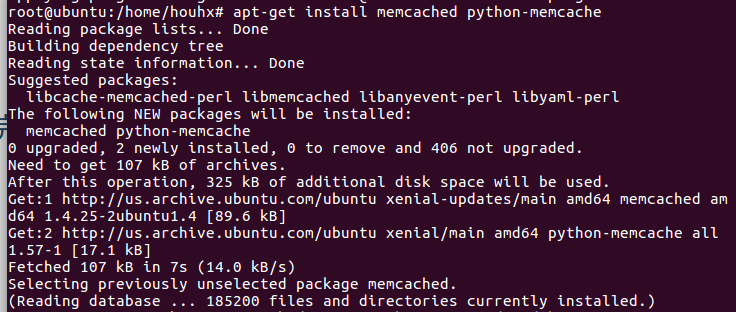 root@ubuntu:/home/houhx# apt-get install memcached python-memcache
Reading package lists... Done
Building dependency tree
Reading state information... Done
Suggested packages:
  libcache-memcached-perl libmemcached libanyevent-perl libyaml-perl
The following NEW packages will be installed:
  memcached python-memcache
0 upgraded, 2 newly installed, 0 to remove and 406 not upgraded.
Need to get 107 kB of archives.
After this operation, 325 kB of additional disk space will be used.
Get:1 http://us.archive.ubuntu.com/ubuntu xenial-updates/main amd64 memcached am
d64 1.4.25-2ubuntu1.4 [89.6 kB]
Get:2 http://us.archive.ubuntu.com/ubuntu xenial/main amd64 python-memcache all
1.57-1 [17.1 kB]
Fetched 107 kB in 7s (14.0 kB/s)
Selecting previously unselected package memcached.
(Reading database ... 185200 files and directories currently installed.)